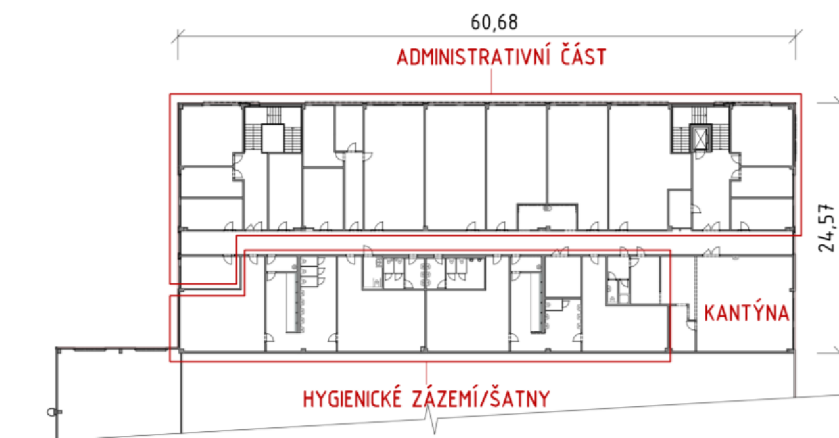 60,68
ADMINISTRATIVNÍ ČÁST
24,57
KANTÝNA
HYGIENICKÉ ZÁZEMÍ/ŠATNY